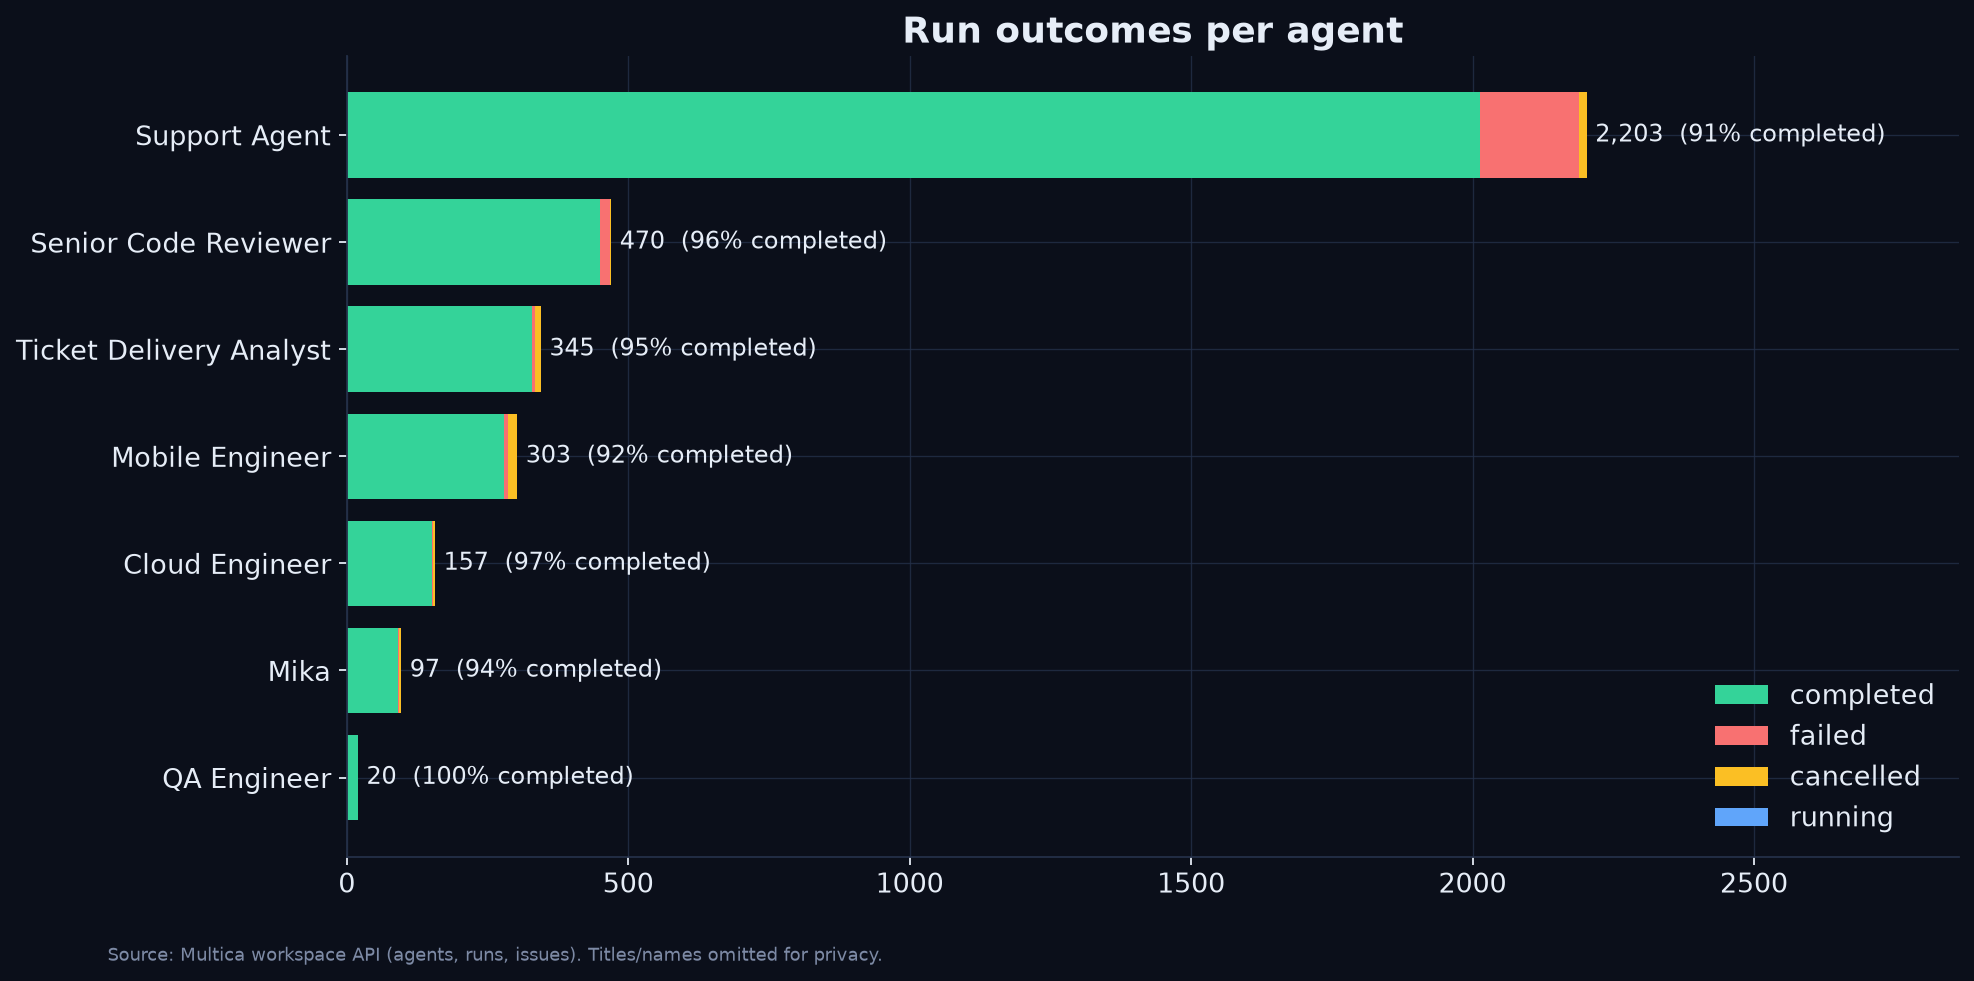 Run outcomes per agent
Support Agent
2,203 (91% completed)
Senior Code Reviewer
470 (96% completed)
Ticket Delivery Analyst
345 (95% completed)
Mobile Engineer
303 (92% completed)
Cloud Engineer
157 (97% completed)
Mika
97 (94% completed)
QA Engineer
20 (100% completed)
completed
failed
cancelled
running
0 500 1000 1500 2000 2500
Source: Multica workspace API (agents, runs, issues). Titles/names omitted for privacy.